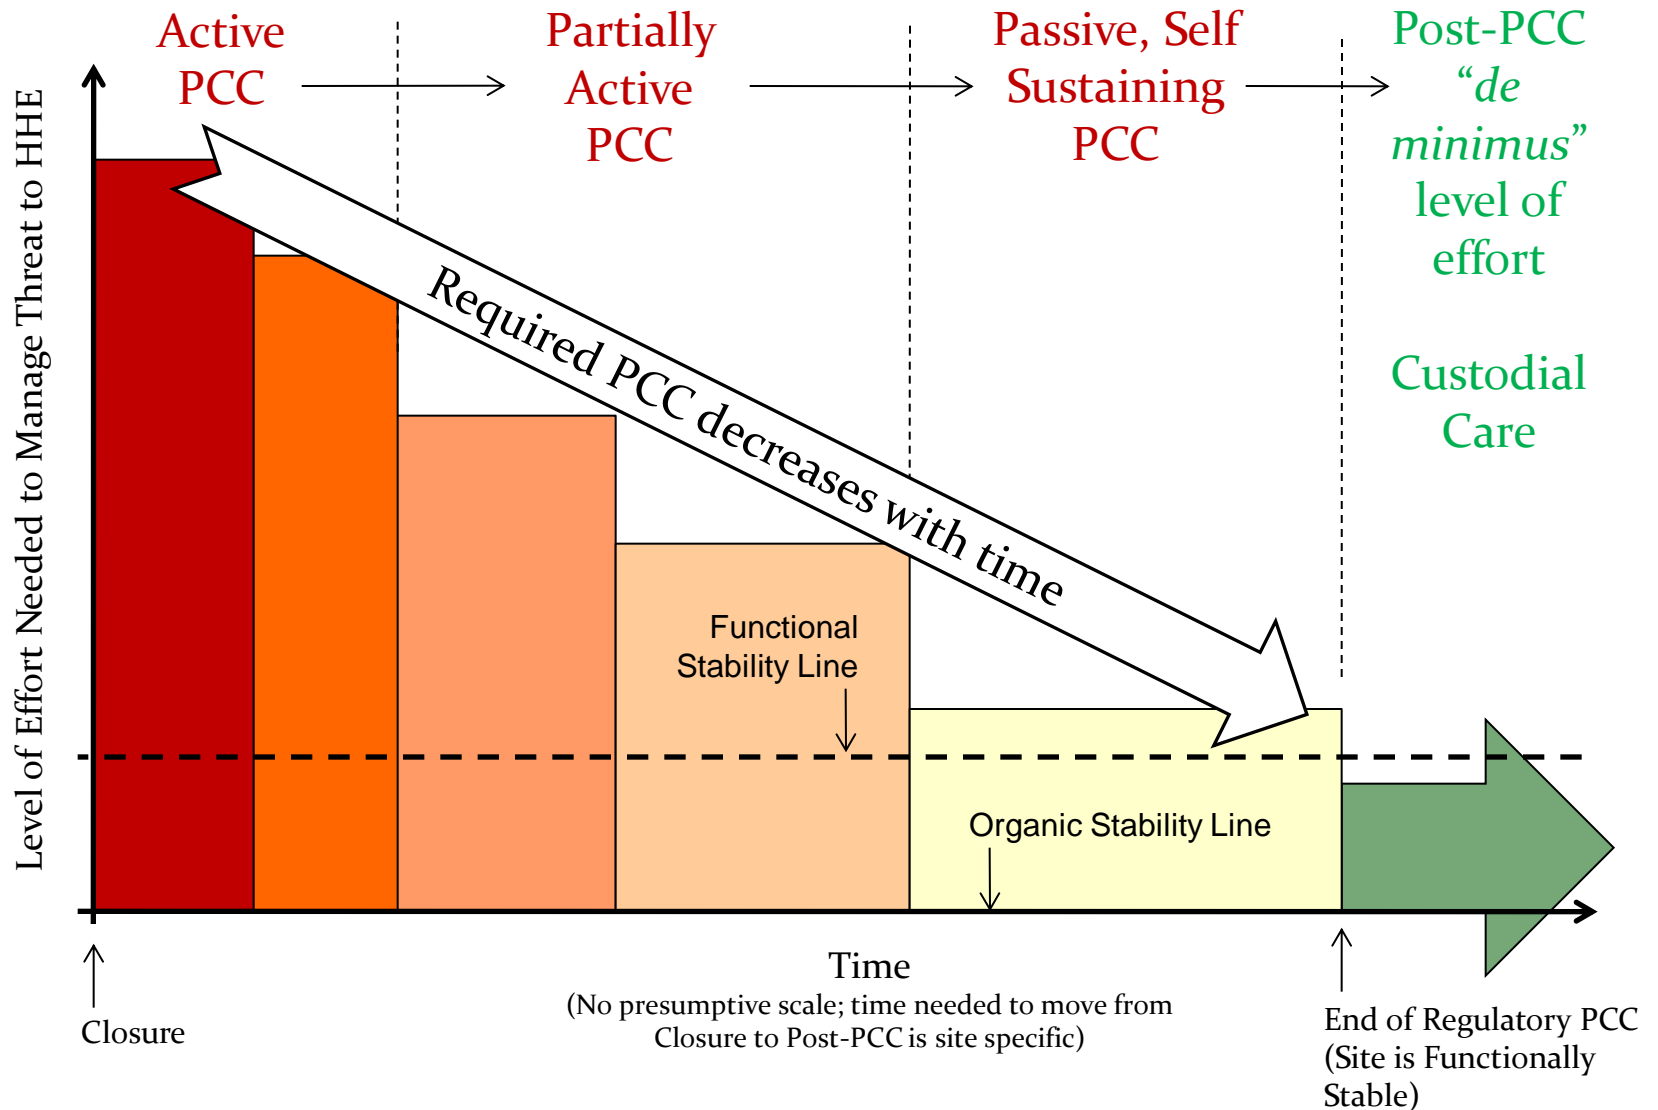 Active
PCC
Partially
Active
PCC
Passive, Self
Sustaining
PCC
Post-PCC
“de
minimus”
level of
effort
Custodial
Care
Level of Effort Needed to Manage Threat to HHE
Required PCC decreases with time
Functional
Stability Line
Organic Stability Line
Closure
Time
(No presumptive scale; time needed to move from
Closure to Post-PCC is site specific)
End of Regulatory PCC
(Site is Functionally
Stable)